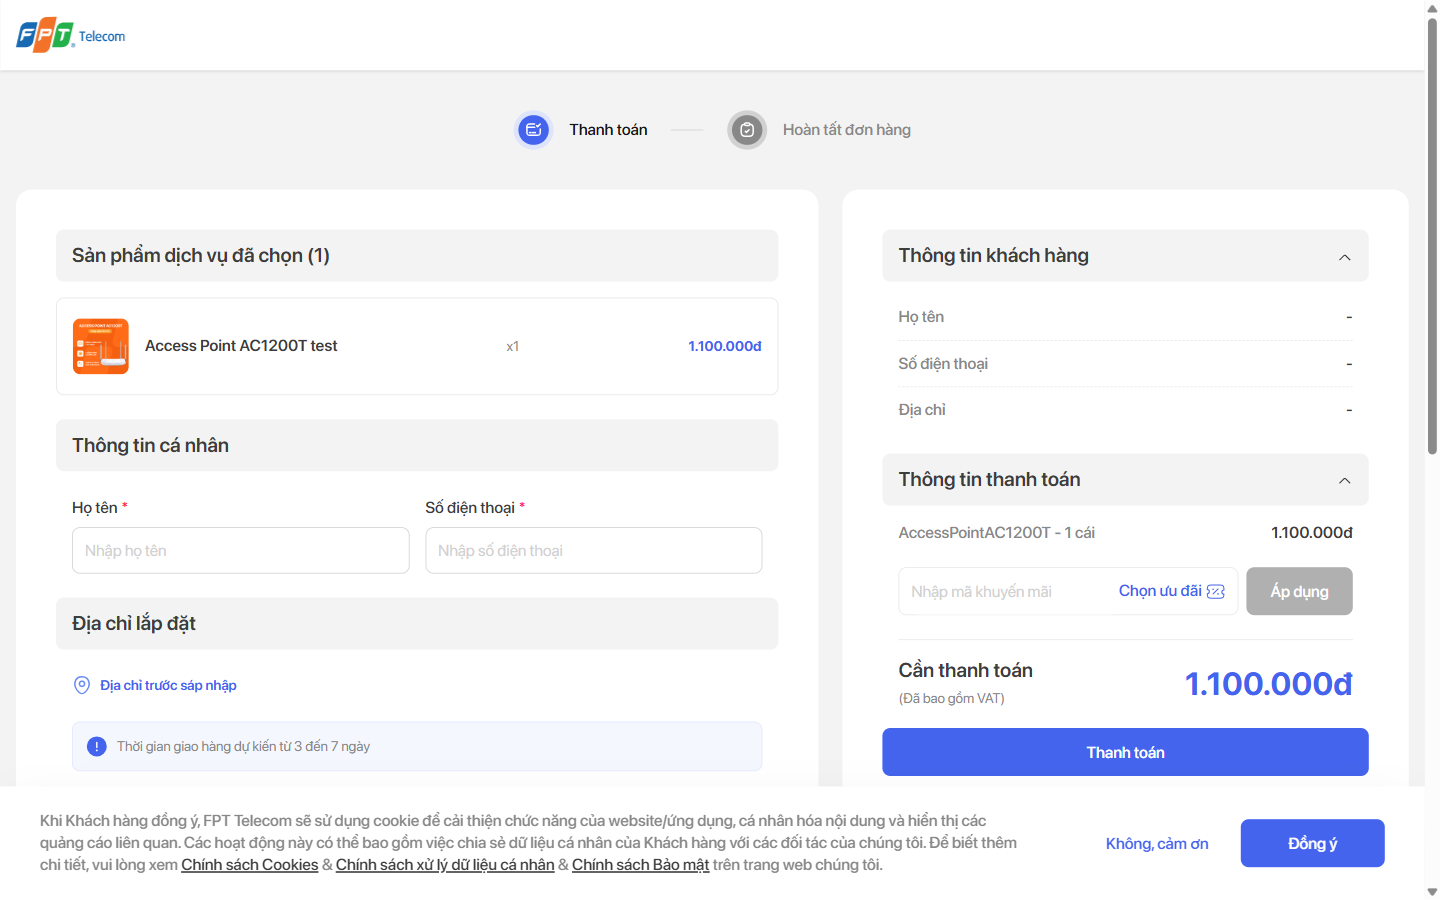 FPT Telecom
Thanh toán
Hoàn tất đơn hàng
Sản phẩm dịch vụ đã chọn (1)
Access Point AC1200T test
x1
1.100.000đ
Thông tin cá nhân
Họ tên *
Số điện thoại *
Nhập họ tên
Nhập số điện thoại
Địa chỉ lắp đặt
Địa chỉ trước sáp nhập
Thời gian giao hàng dự kiến từ 3 đến 7 ngày
Thông tin khách hàng
Họ tên -
Số điện thoại -
Địa chỉ -
Thông tin thanh toán
AccessPointAC1200T - 1 cái 1.100.000đ
Nhập mã khuyến mãi Chọn ưu đãi Áp dụng
Cần thanh toán
(Đã bao gồm VAT)
1.100.000đ
Thanh toán
Khi Khách hàng đồng ý, FPT Telecom sẽ sử dụng cookie để cải thiện chức năng của website/ứng dụng, cá nhân hóa nội dung và hiển thị các
quảng cáo liên quan. Các hoạt động này có thể bao gồm việc chia sẻ dữ liệu cá nhân của Khách hàng với các đối tác của chúng tôi. Để biết thêm
chi tiết, vui lòng xem Chính sách Cookies & Chính sách xử lý dữ liệu cá nhân & Chính sách Bảo mật trên trang web chúng tôi.
Không, cảm ơn
Đồng ý